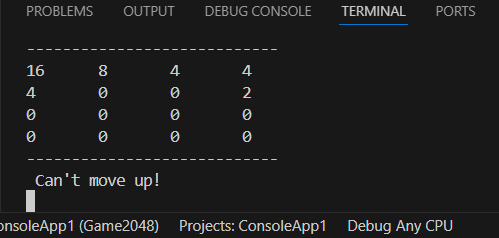 PROBLEMS OUTPUT DEBUG CONSOLE TERMINAL PORTS
----------------------------
16 8 4 4
4 0 0 2
0 0 0 0
0 0 0 0
----------------------------
Can't move up!
onsoleApp1 (Game2048) Projects: ConsoleApp1 Debug Any CPU